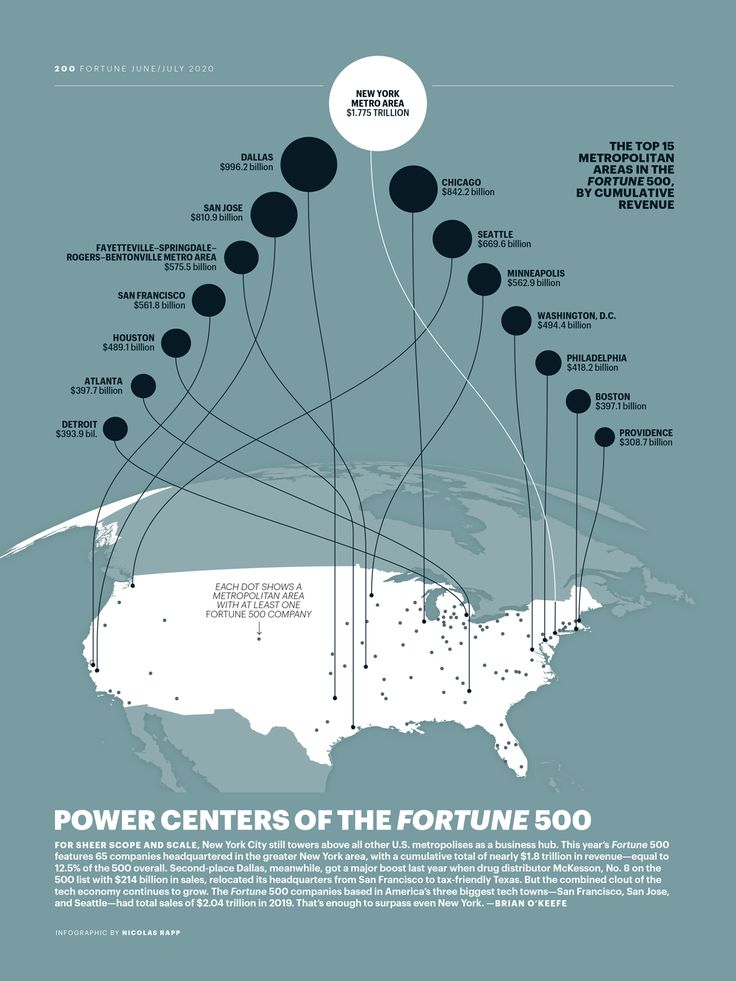 200 FORTUNE JUNE/JULY 2020
NEW YORK
METRO AREA
$1.775 TRILLION
THE TOP 15
METROPOLITAN
AREAS IN THE
FORTUNE 500,
BY CUMULATIVE
REVENUE
DALLAS
$996.2 billion
CHICAGO
$842.2 billion
SAN JOSE
$810.9 billion
SEATTLE
$669.6 billion
FAYETTEVILLE–SPRINGDALE–
ROGERS–BENTONVILLE METRO AREA
$575.5 billion
MINNEAPOLIS
$562.9 billion
SAN FRANCISCO
$561.8 billion
WASHINGTON, D.C.
$494.4 billion
HOUSTON
$489.1 billion
PHILADELPHIA
$418.2 billion
ATLANTA
$397.7 billion
BOSTON
$397.1 billion
DETROIT
$393.9 bil.
PROVIDENCE
$308.7 billion
EACH DOT SHOWS A
METROPOLITAN AREA
WITH AT LEAST ONE
FORTUNE 500 COMPANY
POWER CENTERS OF THE FORTUNE 500
FOR SHEER SCOPE AND SCALE, New York City still towers above all other U.S. metropolises as a business hub. This year's Fortune 500
features 65 companies headquartered in the greater New York area, with a cumulative total of nearly $1.8 trillion in revenue—equal to
12.5% of the 500 overall. Second-place Dallas, meanwhile, got a major boost last year when drug distributor McKesson, No. 8 on the
500 list with $214 billion in sales, relocated its headquarters from San Francisco to tax-friendly Texas. But the combined clout of the
tech economy continues to grow. The Fortune 500 companies based in America's three biggest tech towns—San Francisco, San Jose,
and Seattle—had total sales of $2.04 trillion in 2019. That's enough to surpass even New York. —BRIAN O'KEEFE
INFOGRAPHIC BY NICOLAS RAPP